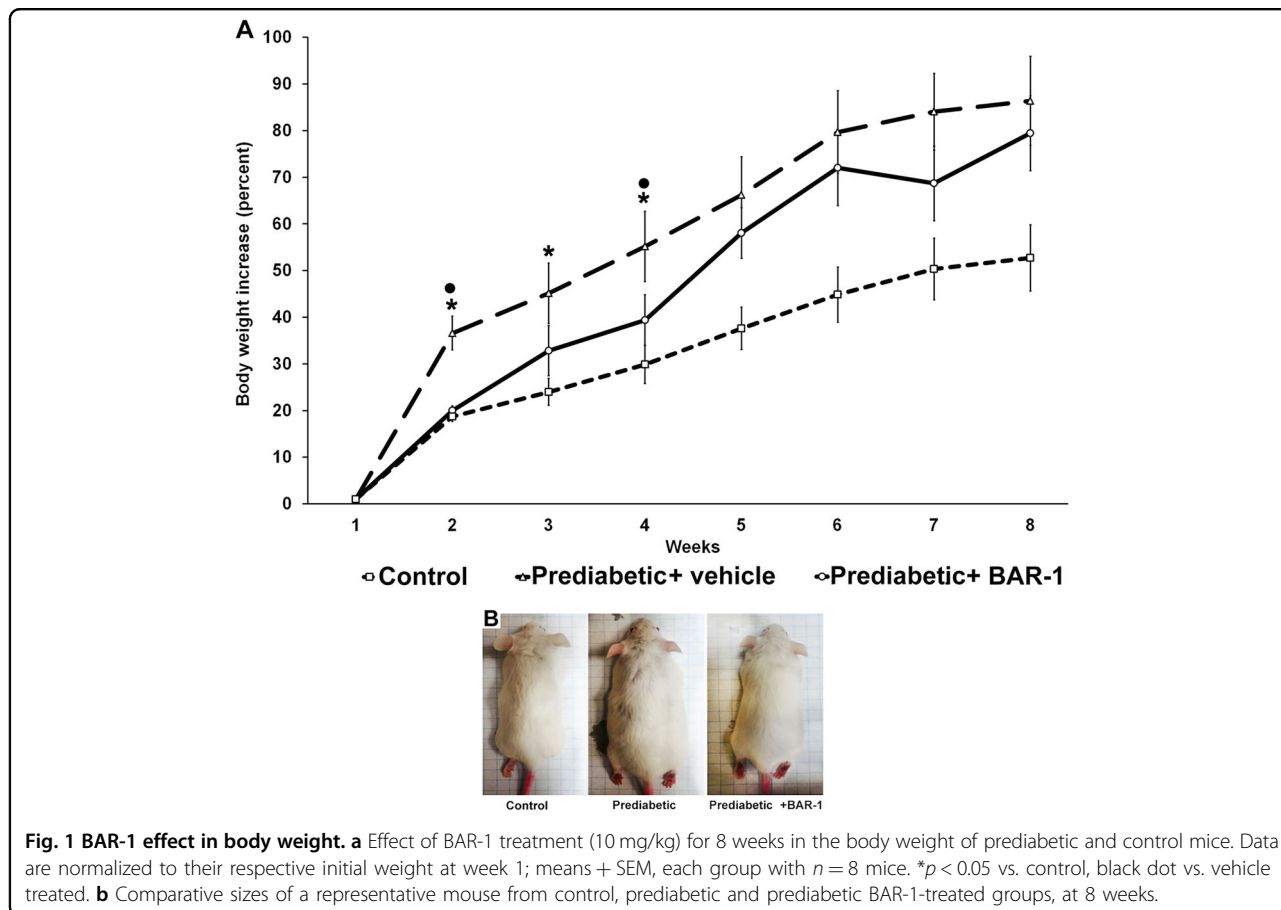 A
100
90
80
70
60
50
40
30
20
10
0
Body weight increase (percent)
1 2 3 4 5 6 7 8
● ●
* * *
Weeks
Control Prediabetic+ vehicle Prediabetic+ BAR-1
B
Control Prediabetic Prediabetic +BAR-1
Fig. 1 BAR-1 effect in body weight. a Effect of BAR-1 treatment (10 mg/kg) for 8 weeks in the body weight of prediabetic and control mice. Data
are normalized to their respective initial weight at week 1; means + SEM, each group with n = 8 mice. *p < 0.05 vs. control, black dot vs. vehicle
treated. b Comparative sizes of a representative mouse from control, prediabetic and prediabetic BAR-1-treated groups, at 8 weeks.